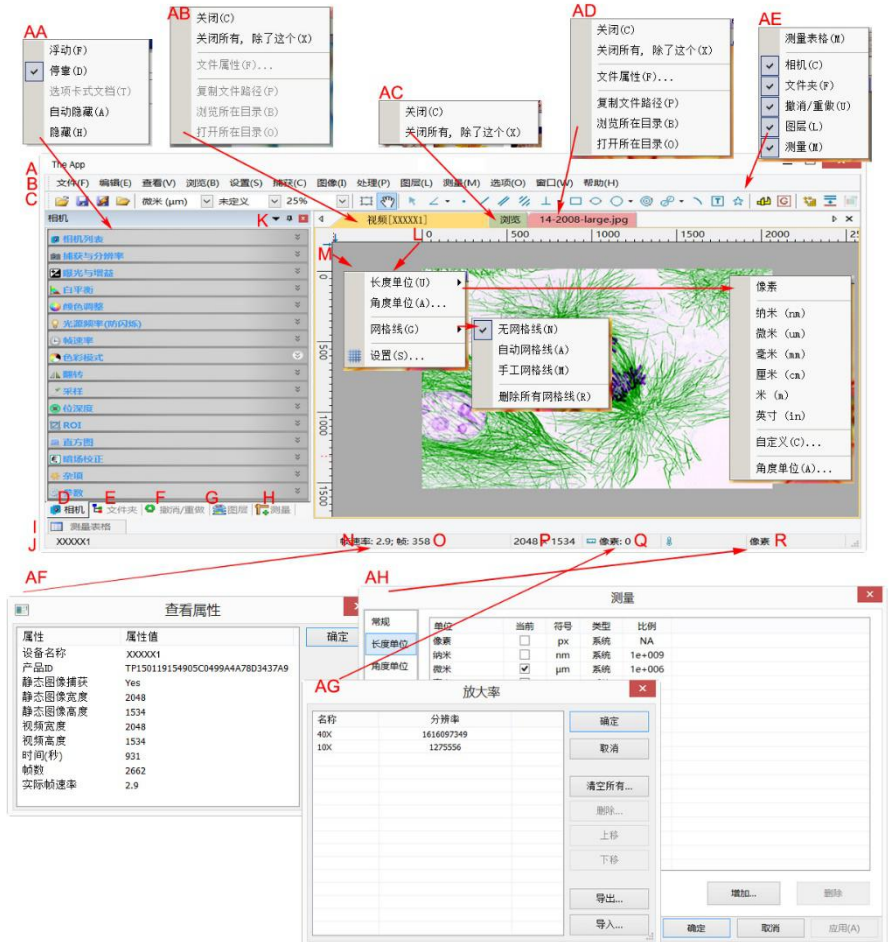 AA
浮动(F)
停靠(D)
选项卡式文档(T)
自动隐藏(A)
隐藏(H)
AB
关闭(C)
关闭所有, 除了这个(X)
文件属性(F)...
复制文件路径(P)
浏览所在目录(B)
打开所在目录(O)
AC
关闭(C)
关闭所有, 除了这个(X)
AD
关闭(C)
关闭所有, 除了这个(X)
文件属性(F)...
复制文件路径(P)
浏览所在目录(B)
打开所在目录(O)
AE
测量表格(M)
相机(C)
文件夹(F)
撤消/重做(U)
图层(L)
测量(M)
A
The App
B
文件(F) 编辑(E) 查看(V) 浏览(B) 设置(S) 捕获(C) 图像(I) 处理(P) 图层(L) 测量(M) 选项(O) 窗口(W) 帮助(H)
C
微米 (μm) 未定义 25%
相机 K
视频[XXXXX1] 浏览 14-2008-large.jpg
L
0 500 1000 1500 2000
M
0
500
1000
1500
相机列表
捕获与分辨率
曝光与增益
白平衡
颜色调整
光源频率(防闪烁)
帧速率
色彩模式
翻转
采样
位深度
ROI
直方图
暗场校正
杂项
参数
长度单位(U)
角度单位(A)...
网格线(G)
设置(S)...
无网格线(N)
自动网格线(A)
手工网格线(M)
删除所有网格线(R)
像素
纳米 (nm)
微米 (um)
毫米 (mm)
厘米 (cm)
米 (m)
英寸 (in)
自定义(C)...
角度单位(A)...
D E F G H
相机 文件夹 撤消/重做 图层 测量
I
测量表格
J
XXXXX1 N 帧速率: 2.9; 帧: 358 O 2048 P 1534 像素: 0 Q 像素 R
AF
查看属性
属性 属性值
设备名称 XXXXX1
产品ID TP150119154905C0499A4A78D3437A9
静态图像捕获 Yes
静态图像宽度 2048
静态图像高度 1534
视频宽度 2048
视频高度 1534
时间(秒) 931
帧数 2662
实际帧速率 2.9
确定
AH
测量
常规
长度单位
角度单位
单位 当前 符号 类型 比例
像素 px 系统 NA
纳米 nm 系统 1e+009
微米 μm 系统 1e+006
增加... 删除
确定 取消 应用(A)
AG
放大率
名称 分辨率
40X 1616097349
10X 1275556
确定
取消
清空所有...
删除...
上移
下移
导出...
导入...